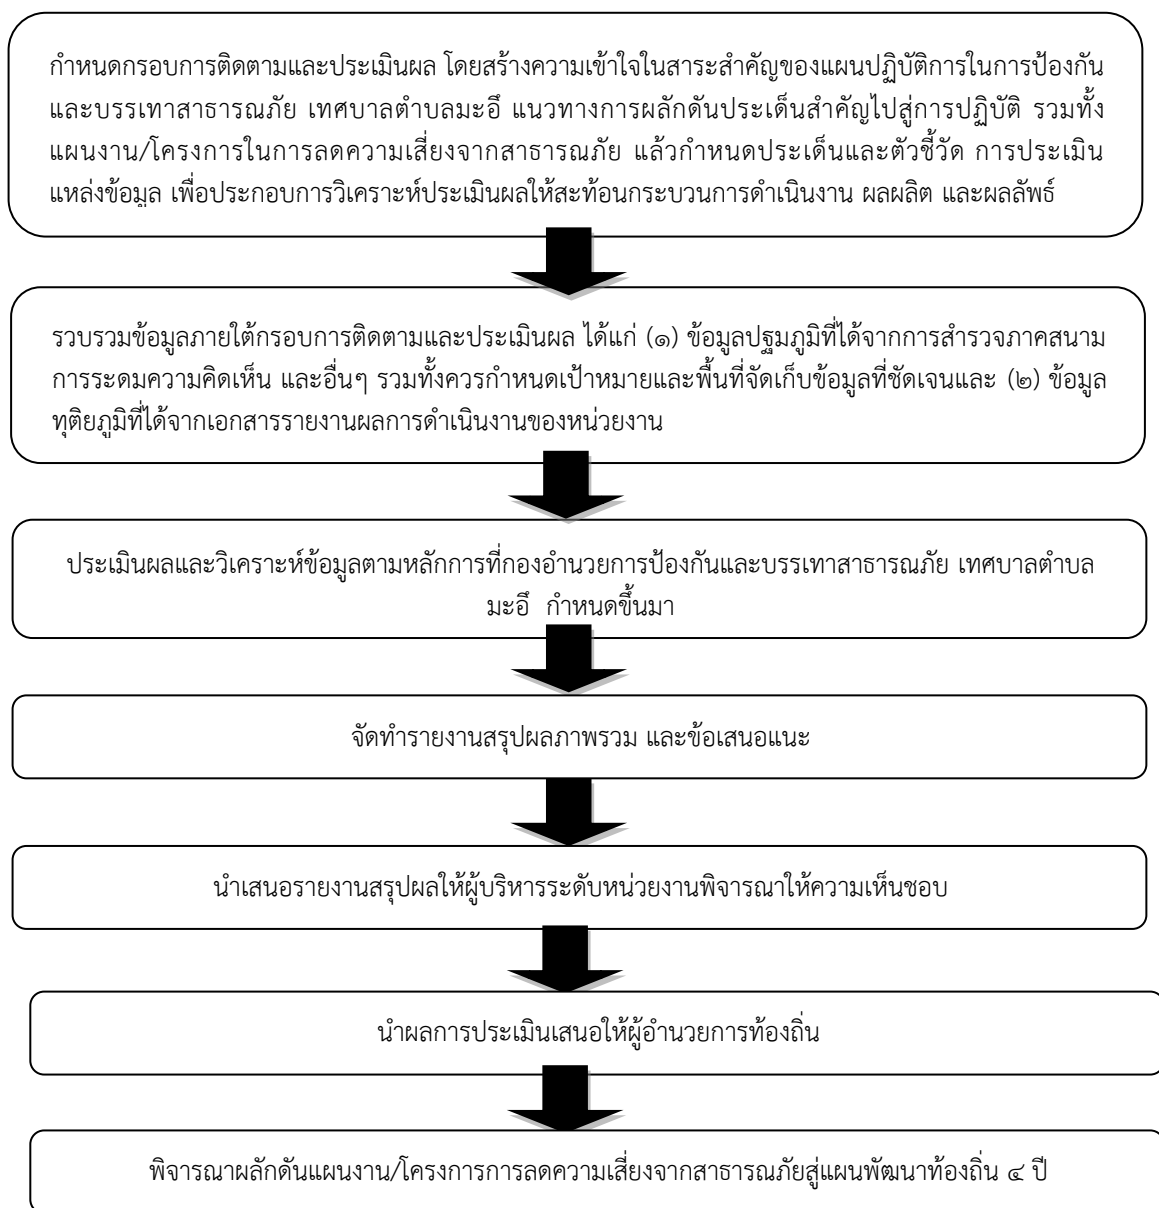 กำหนดกรอบการติดตามและประเมินผล โดยสร้างความเข้าใจในสาระสำคัญของแผนปฏิบัติการในการป้องกัน
และบรรเทาสาธารณภัย เทศบาลตำบลมะอึ แนวทางการผลักดันประเด็นสำคัญไปสู่การปฏิบัติ รวมทั้ง
แผนงาน/โครงการในการลดความเสี่ยงจากสาธารณภัย แล้วกำหนดประเด็นและตัวชี้วัด การประเมิน
แหล่งข้อมูล เพื่อประกอบการวิเคราะห์ประเมินผลให้สะท้อนกระบวนการดำเนินงาน ผลผลิต และผลลัพธ์
รวบรวมข้อมูลภายใต้กรอบการติดตามและประเมินผล ได้แก่ (๑) ข้อมูลปฐมภูมิที่ได้จากการสำรวจภาคสนาม
การระดมความคิดเห็น และอื่นๆ รวมทั้งควรกำหนดเป้าหมายและพื้นที่จัดเก็บข้อมูลที่ชัดเจนและ (๒) ข้อมูล
ทุติยภูมิที่ได้จากเอกสารรายงานผลการดำเนินงานของหน่วยงาน
ประเมินผลและวิเคราะห์ข้อมูลตามหลักการที่กองอำนวยการป้องกันและบรรเทาสาธารณภัย เทศบาลตำบล
มะอึ กำหนดขึ้นมา
จัดทำรายงานสรุปผลภาพรวม และข้อเสนอแนะ
นำเสนอรายงานสรุปผลให้ผู้บริหารระดับหน่วยงานพิจารณาให้ความเห็นชอบ
นำผลการประเมินเสนอให้ผู้อำนวยการท้องถิ่น
พิจารณาผลักดันแผนงาน/โครงการการลดความเสี่ยงจากสาธารณภัยสู่แผนพัฒนาท้องถิ่น ๔ ปี